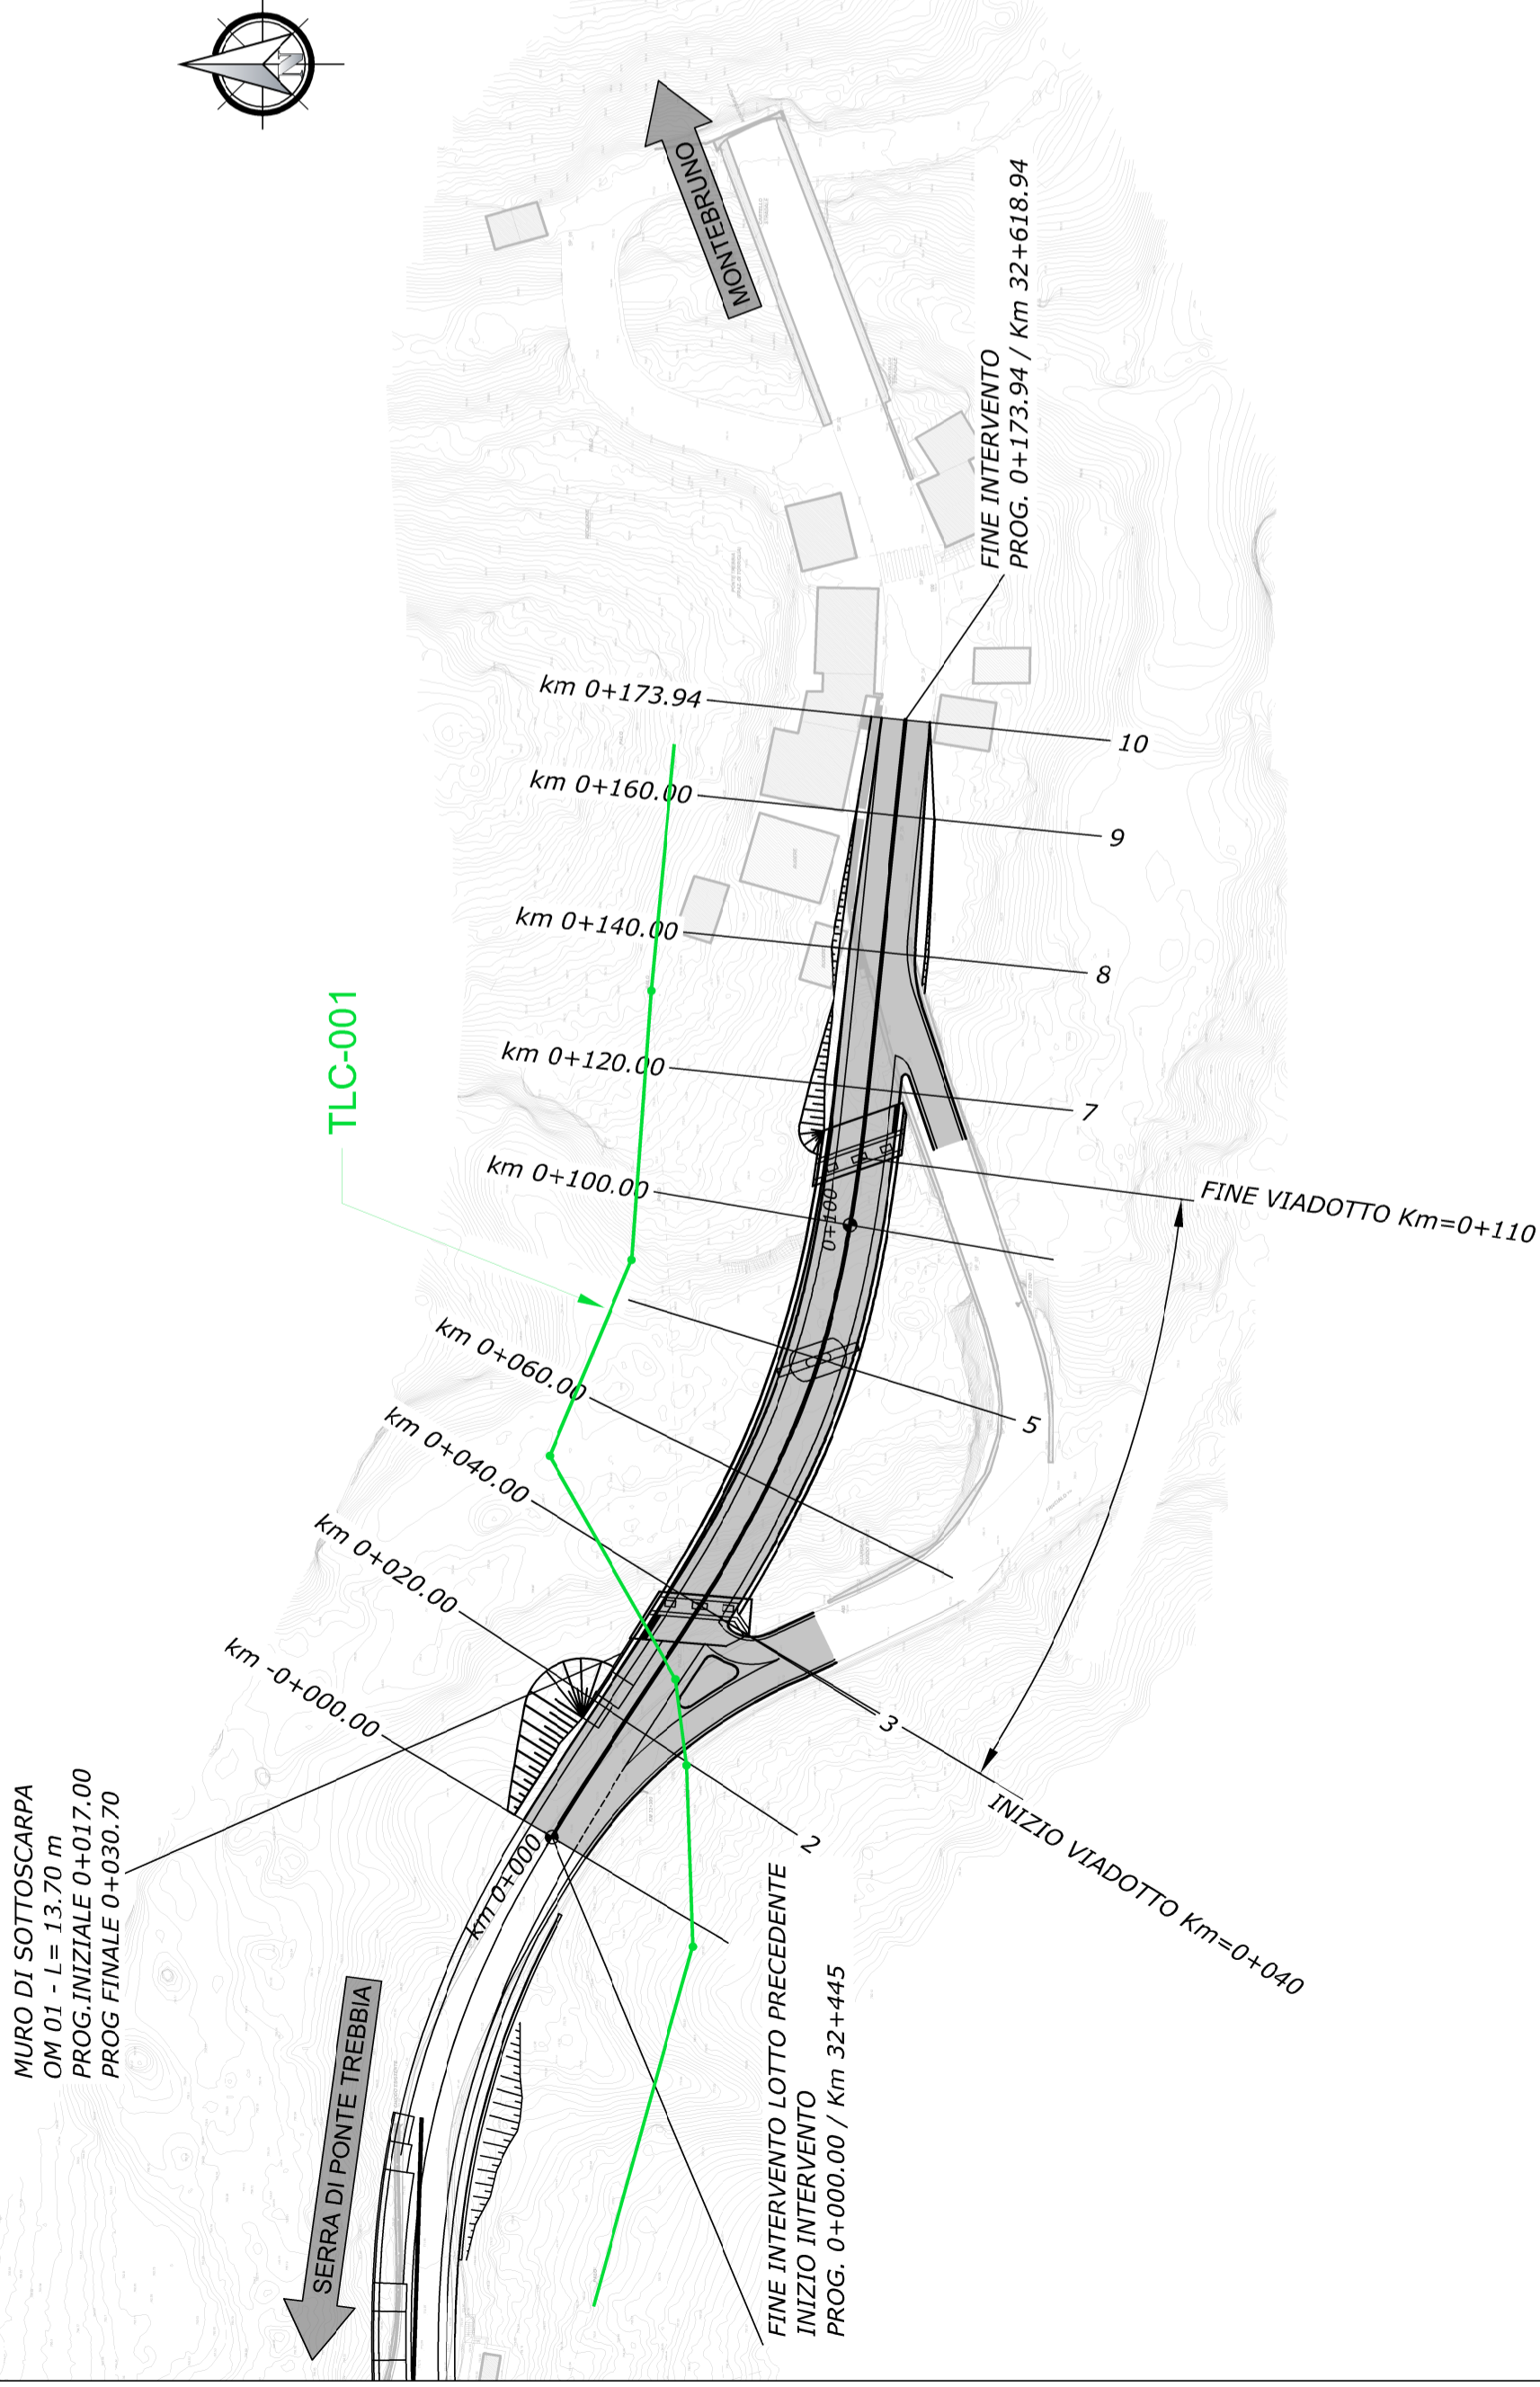 N
MONTEBRUNO
FINE INTERVENTO
PROG. 0+173.94 / Km 32+618.94
km 0+173.94
10
km 0+160.00
9
km 0+140.00
8
TLC-001
km 0+120.00
7
km 0+100.00
0+100
FINE VIADOTTO Km=0+110
km 0+060.00
5
km 0+040.00
3
km 0+020.00
2
km -0+000.00
km 0+000
INIZIO VIADOTTO Km=0+040
MURO DI SOTTOSCARPA
OM 01 - L= 13.70 m
PROG.INIZIALE 0+017.00
PROG FINALE 0+030.70
SERRA DI PONTE TREBBIA
FINE INTERVENTO LOTTO PRECEDENTE
INIZIO INTERVENTO
PROG. 0+000.00 / Km 32+445